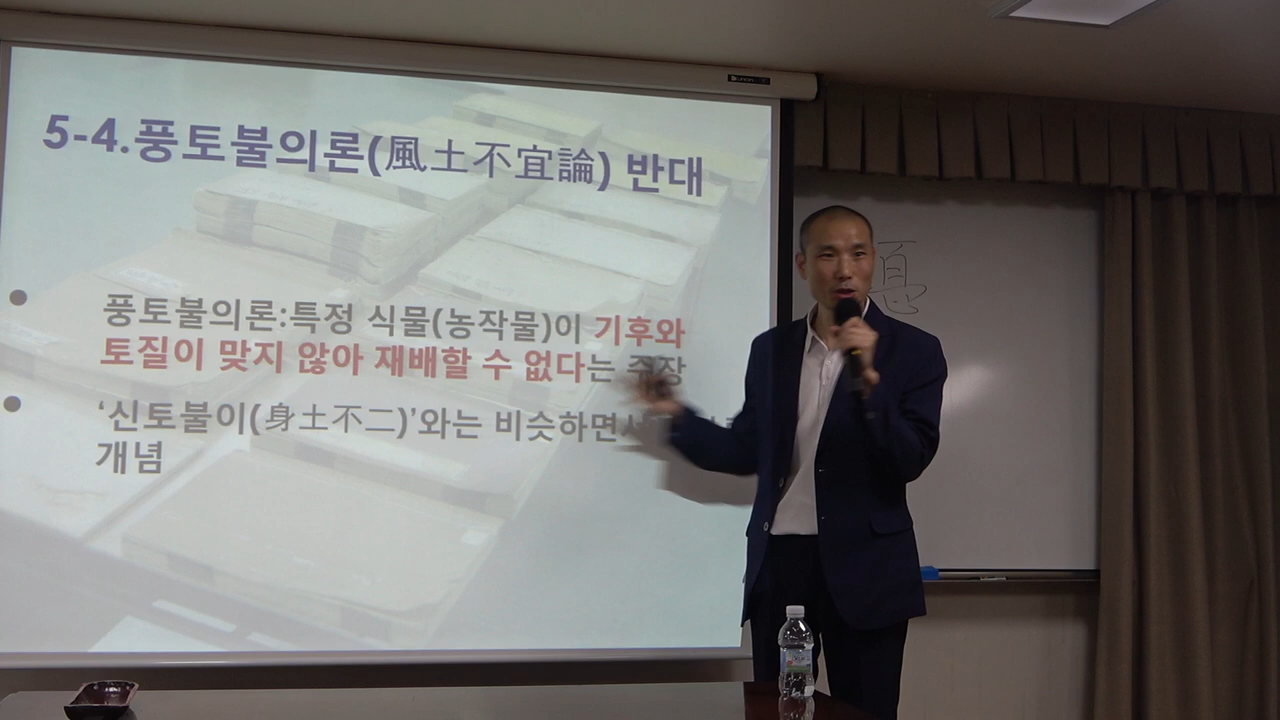 5-4.풍토불의론(風土不宜論) 반대
풍토불의론:특정 식물(농작물)이 기후와
토질이 맞지 않아 재배할 수 없다는 주장
‘신토불이(身土不二)’와는 비슷하면서
개념